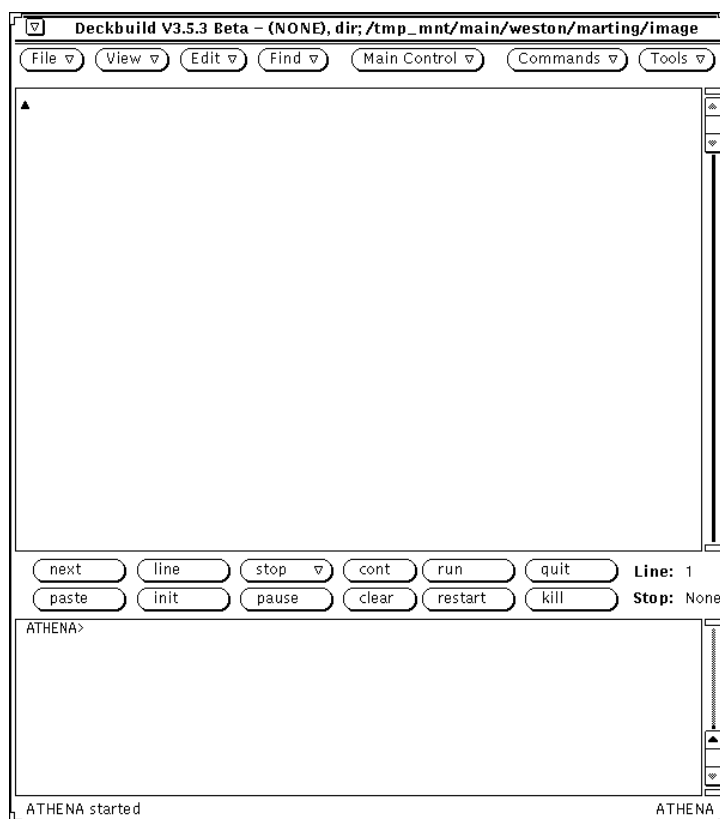 Deckbuild V3.5.3 Beta – (NONE), dir; /tmp_mnt/main/weston/marting/image
File View Edit Find Main Control Commands Tools
next line stop cont run quit Line: 1
paste init pause clear restart kill Stop: None
ATHENA>
ATHENA started ATHENA